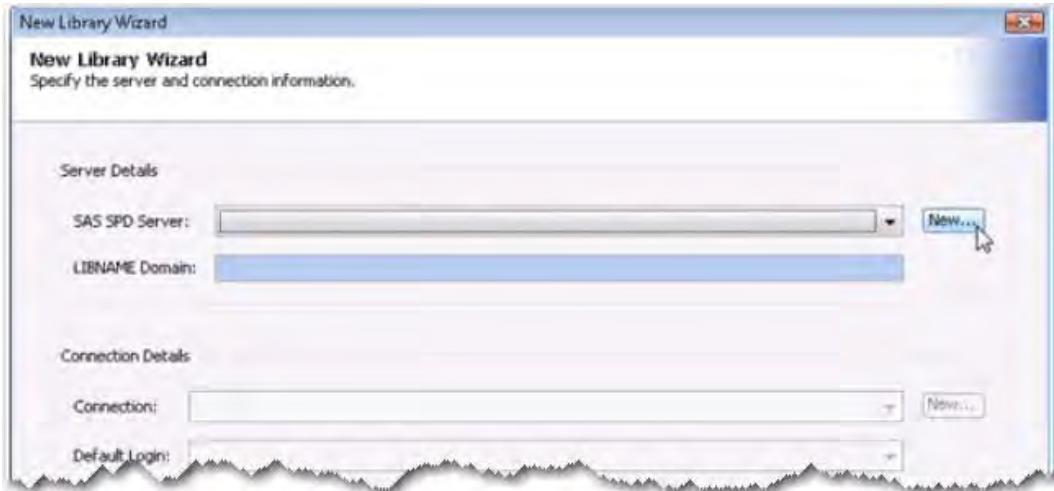 New Library Wizard
New Library Wizard
Specify the server and connection information.
Server Details
SAS SPD Server:
New...
LIBNAME Domain:
Connection Details
Connection:
New...
Default Login: